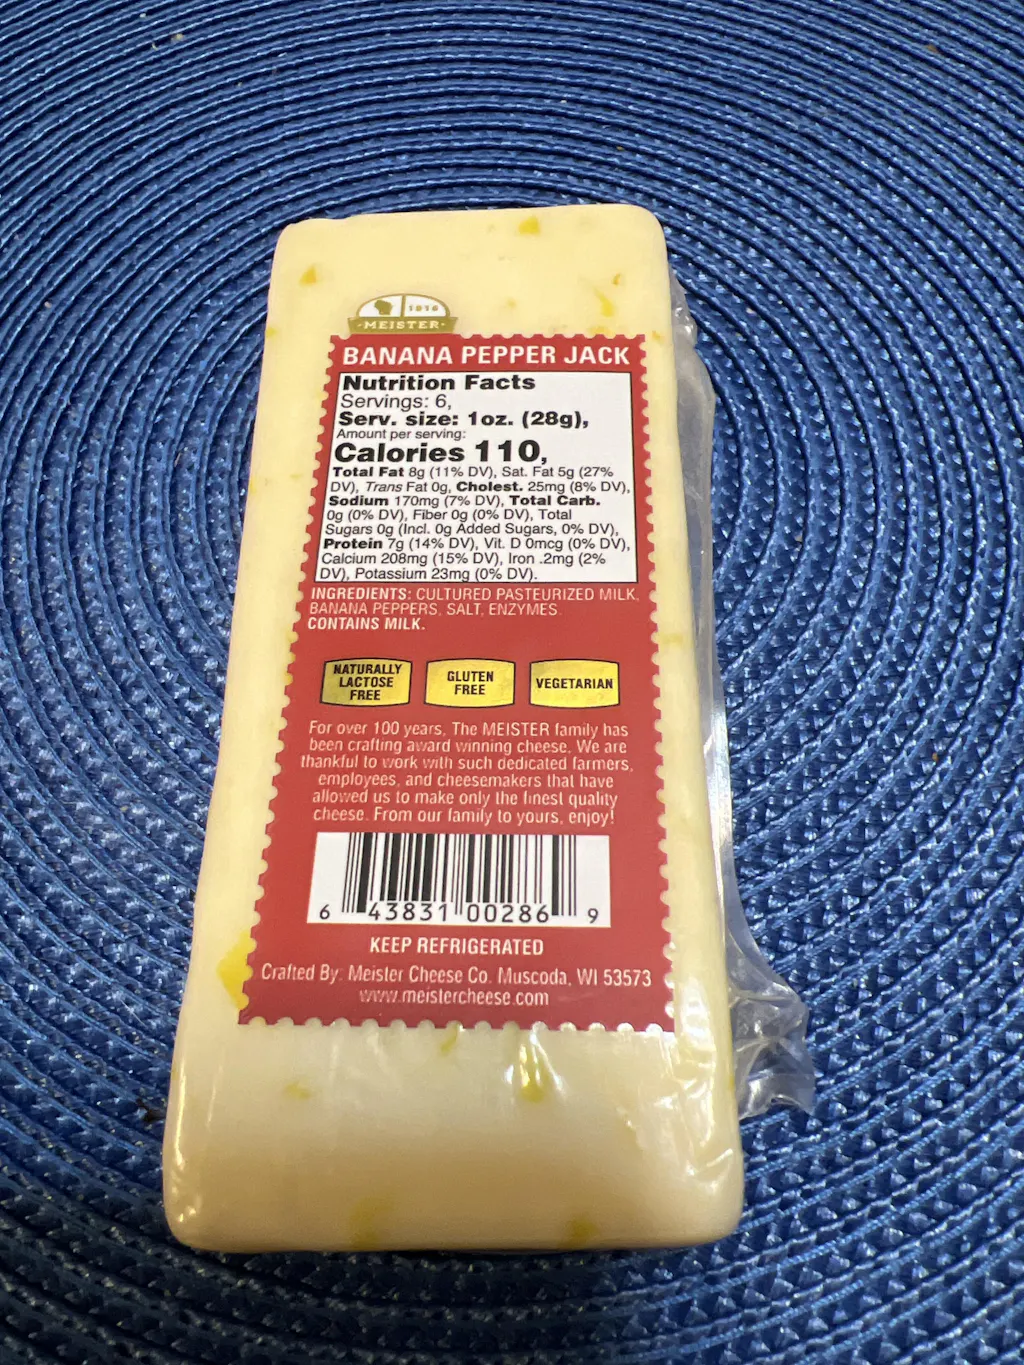 1916
·MEISTER·
BANANA PEPPER JACK
Nutrition Facts
Servings: 6,
Serv. size: 1oz. (28g),
Amount per serving:
Calories 110,
Total Fat 8g (11% DV), Sat. Fat 5g (27%
DV), Trans Fat 0g, Cholest. 25mg (8% DV),
Sodium 170mg (7% DV), Total Carb.
0g (0% DV), Fiber 0g (0% DV), Total
Sugars 0g (Incl. 0g Added Sugars, 0% DV),
Protein 7g (14% DV), Vit. D 0mcg (0% DV),
Calcium 208mg (15% DV), Iron .2mg (2%
DV), Potassium 23mg (0% DV).
INGREDIENTS: CULTURED PASTEURIZED MILK,
BANANA PEPPERS, SALT, ENZYMES.
CONTAINS MILK.
NATURALLY
LACTOSE
FREE
GLUTEN
FREE
VEGETARIAN
For over 100 years, The MEISTER family has
been crafting award winning cheese. We are
thankful to work with such dedicated farmers,
employees, and cheesemakers that have
allowed us to make only the finest quality
cheese. From our family to yours, enjoy!
6 43831 00286 9
KEEP REFRIGERATED
Crafted By: Meister Cheese Co. Muscoda, WI 53573
www.meistercheese.com